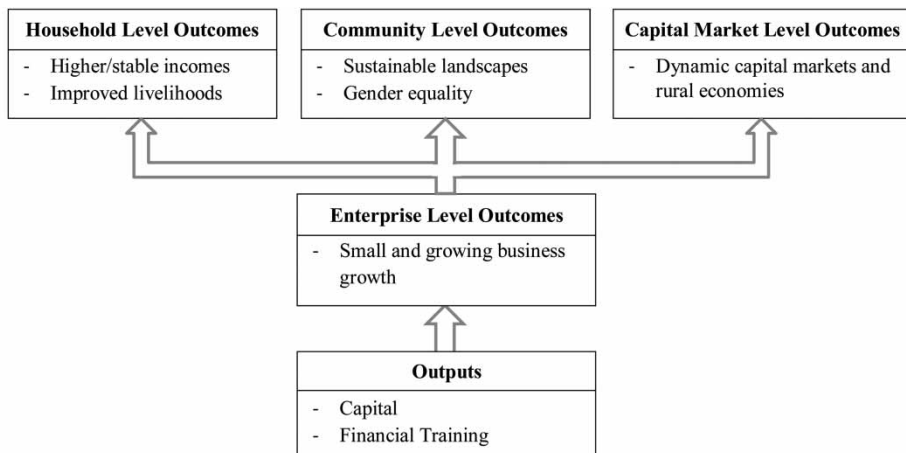 Household Level Outcomes
- Higher/stable incomes
- Improved livelihoods
Community Level Outcomes
- Sustainable landscapes
- Gender equality
Capital Market Level Outcomes
- Dynamic capital markets and
rural economies
Enterprise Level Outcomes
- Small and growing business
growth
Outputs
- Capital
- Financial Training